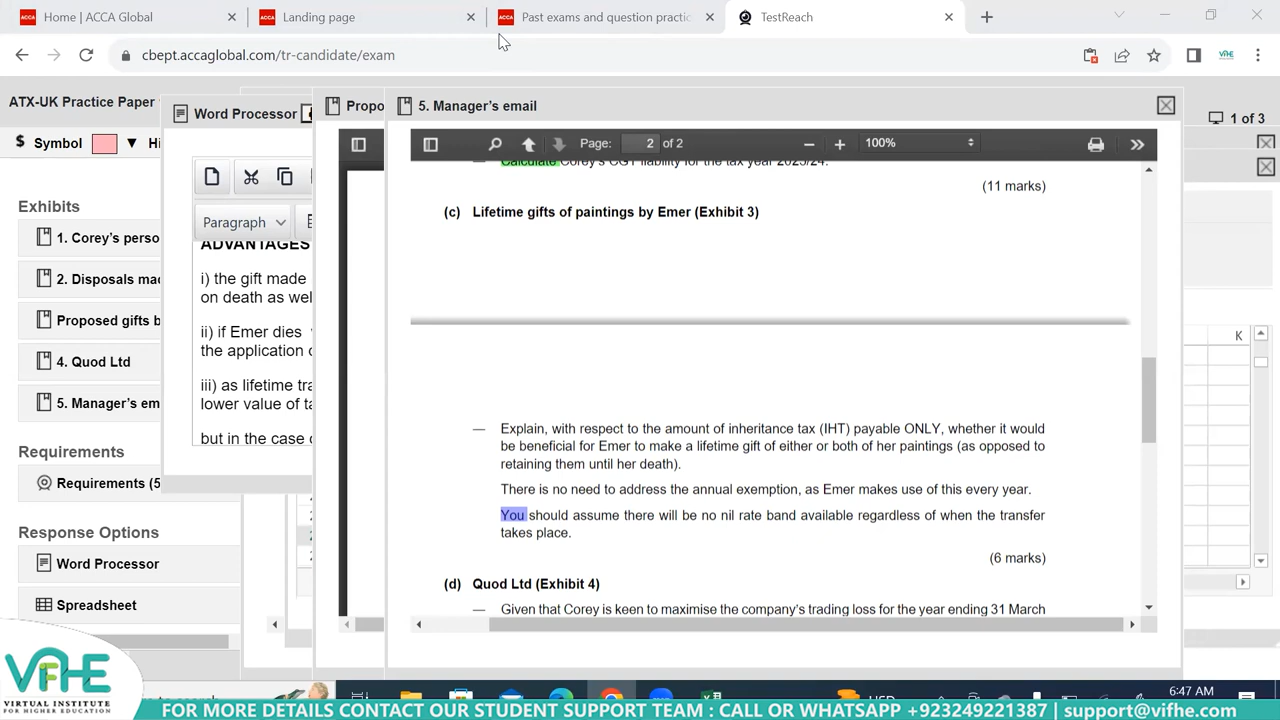 Home | ACCA Global
Landing page
Past exams and question practic
TestReach
cbept.accaglobal.com/tr-candidate/exam
ATX-UK Practice Paper
Symbol
Hi
1 of 3
Word Processor
Propo
5. Manager's email
Page: 2 of 2
100%
Exhibits
1. Corey's perso
2. Disposals mad
Proposed gifts b
4. Quod Ltd
5. Manager's em
Requirements
Requirements (5
Response Options
Word Processor
Spreadsheet
Paragraph
ADVANTAGES
i) the gift made
on death as wel
ii) if Emer dies
the application
iii) as lifetime tra
lower value of ta
but in the case
— Calculate Corey's CGT liability for the tax year 2023/24.
(11 marks)
(c) Lifetime gifts of paintings by Emer (Exhibit 3)
— Explain, with respect to the amount of inheritance tax (IHT) payable ONLY, whether it would
be beneficial for Emer to make a lifetime gift of either or both of her paintings (as opposed to
retaining them until her death).
There is no need to address the annual exemption, as Emer makes use of this every year.
You should assume there will be no nil rate band available regardless of when the transfer
takes place.
(6 marks)
(d) Quod Ltd (Exhibit 4)
— Given that Corey is keen to maximise the company's trading loss for the year ending 31 March
K
6:47 AM
USD
VIFHE
VIRTUAL INSTITUTE
FOR HIGHER EDUCATION
FOR MORE DETAILS CONTACT OUR STUDENT SUPPORT TEAM : CALL OR WHATSAPP +923249221387 | support@vifhe.com